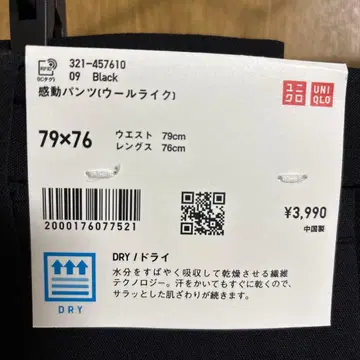 RFID
321-457610
09 Black
感動パンツ(ウールライク)
ユニ
クロ
UNI
QLO
79×76
ウエスト 79cm
レングス 76cm
2000176077521
¥3,990
中国製
DRY/ドライ
水分をすばやく吸収して乾燥させる繊維
テクノロジー。汗をかいてもすぐに乾くので、
サラッとした肌ざわりが続きます。
DRY